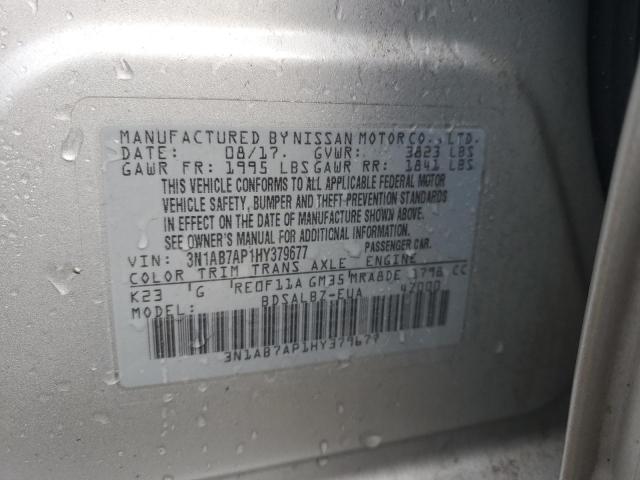 MANUFACTURED BY NISSAN MOTOR CO., LTD.
DATE: 08/17. GVWR: 3823 LBS
GAWR FR: 1995 LBS GAWR RR: 1841 LBS
THIS VEHICLE CONFORMS TO ALL APPLICABLE FEDERAL MOTOR
VEHICLE SAFETY, BUMPER AND THEFT-PREVENTION STANDARDS
IN EFFECT ON THE DATE OF MANUFACTURE SHOWN ABOVE.
SEE OWNER'S MANUAL FOR ADDITIONAL INFORMATION.
VIN: 3N1AB7AP1HY379677 PASSENGER CAR.
COLOR TRIM TRANS AXLE ENGINE
K23 G RE0F11A GM35 MRA8DE 1798 CC
BDSALB7-EUA 47000
3N1AB7AP1HY379677